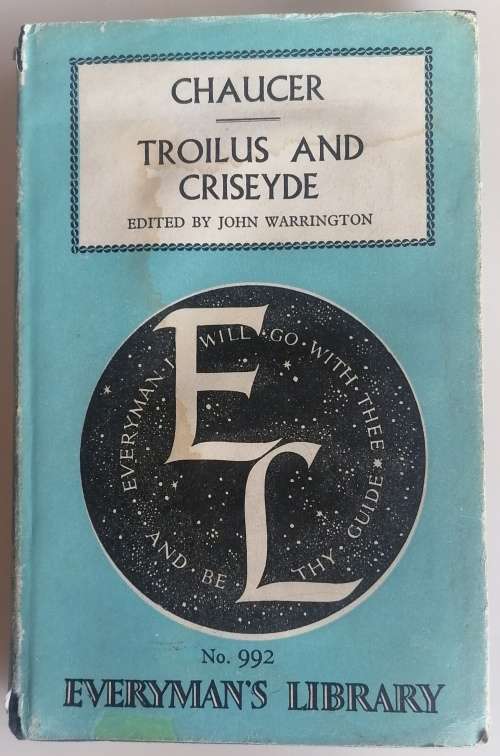 CHAUCER
TROILUS AND
CRISEYDE
EDITED BY JOHN WARRINGTON
EVERYMAN · I · WILL · GO · WITH · THEE
AND · BE · THY · GUIDE
EL
No. 992
EVERYMAN'S LIBRARY